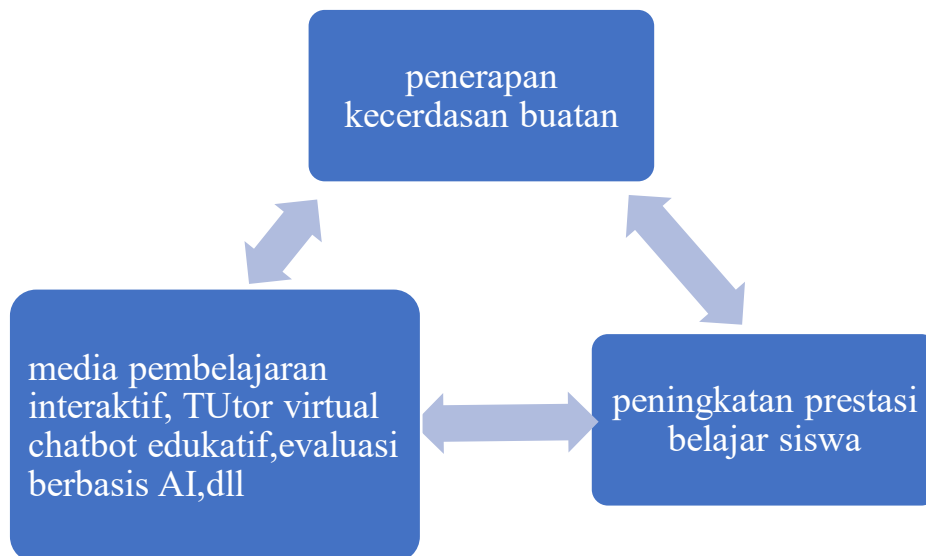 penerapan
kecerdasan buatan
media pembelajaran
interaktif, TUtor virtual
chatbot edukatif,evaluasi
berbasis AI,dll
peningkatan prestasi
belajar siswa